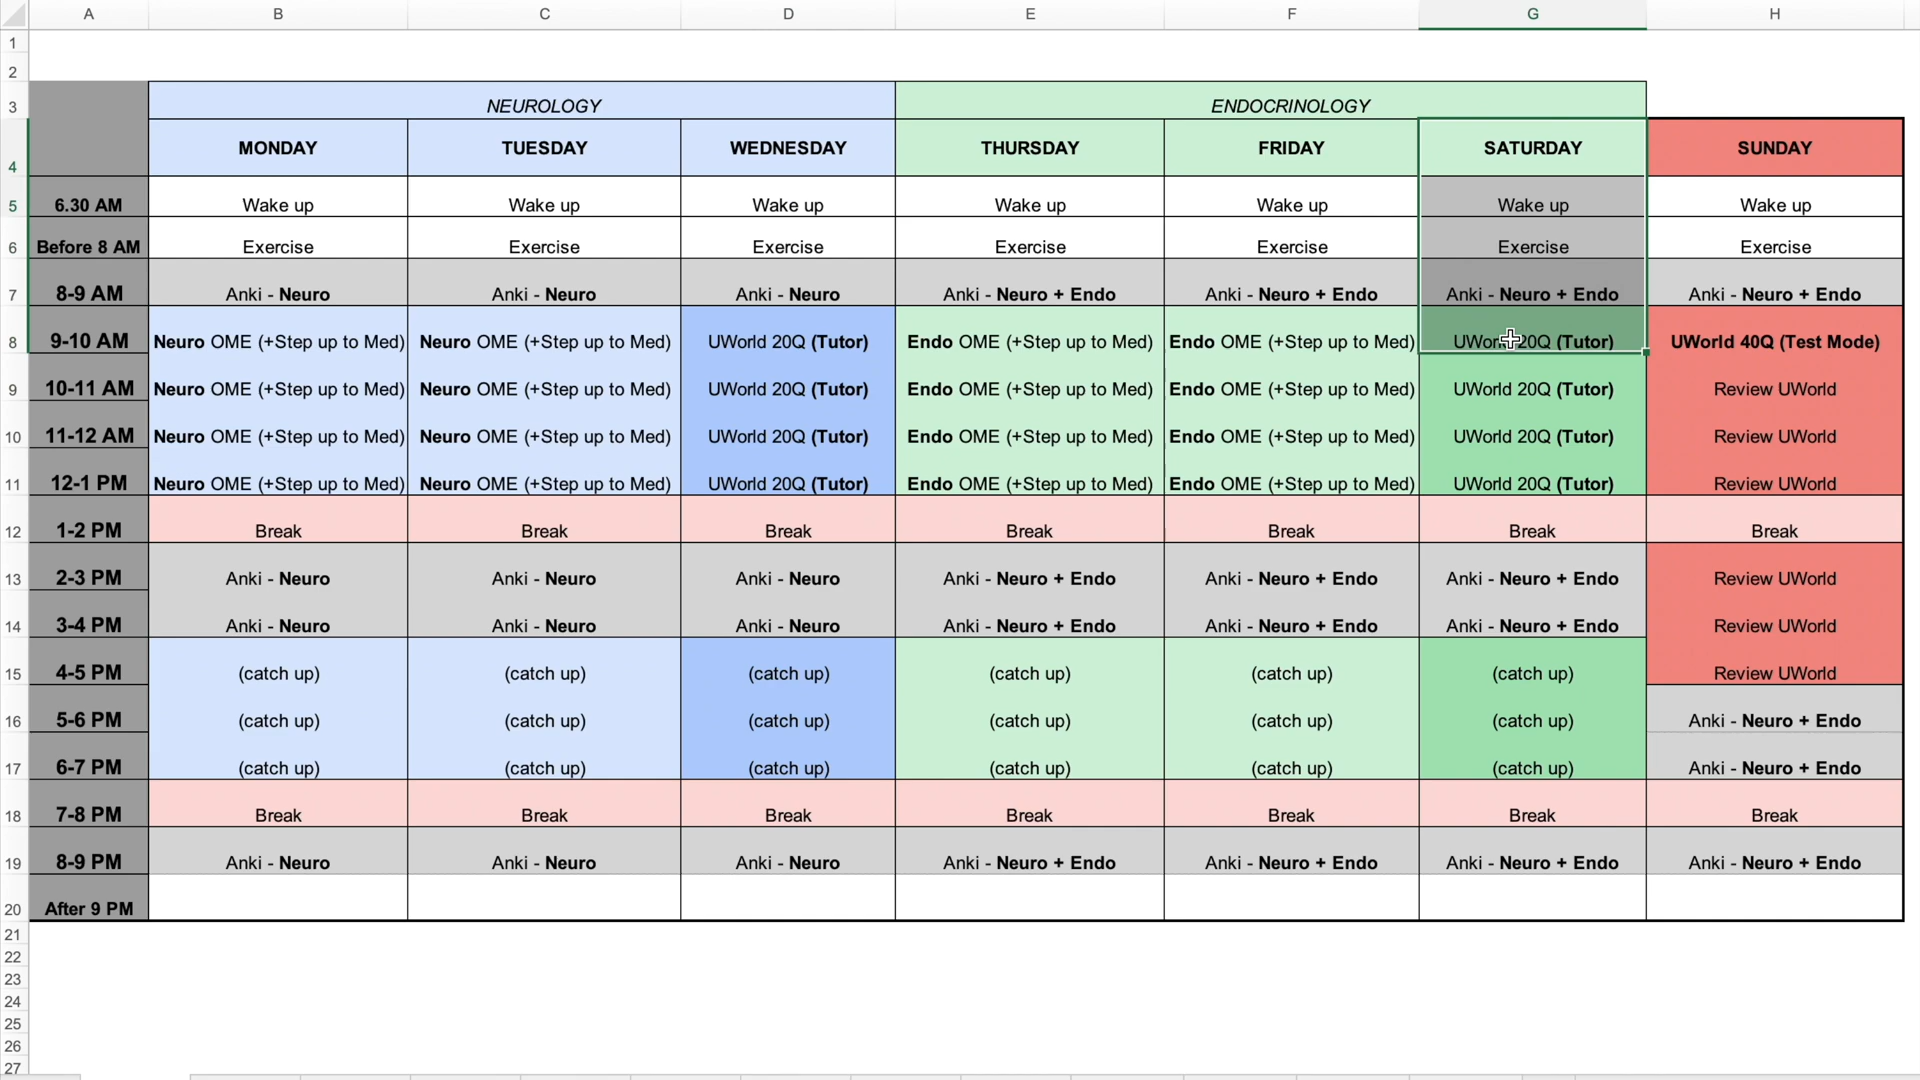 A B C D E F G H
1
2
3 NEUROLOGY ENDOCRINOLOGY
4 MONDAY TUESDAY WEDNESDAY THURSDAY FRIDAY SATURDAY SUNDAY
5 6.30 AM Wake up Wake up Wake up Wake up Wake up Wake up Wake up
6 Before 8 AM Exercise Exercise Exercise Exercise Exercise Exercise Exercise
7 8-9 AM Anki - Neuro Anki - Neuro Anki - Neuro Anki - Neuro + Endo Anki - Neuro + Endo Anki - Neuro + Endo Anki - Neuro + Endo
8 9-10 AM Neuro OME (+Step up to Med) Neuro OME (+Step up to Med) UWorld 20Q (Tutor) Endo OME (+Step up to Med) Endo OME (+Step up to Med) UWorld 20Q (Tutor) UWorld 40Q (Test Mode)
9 10-11 AM Neuro OME (+Step up to Med) Neuro OME (+Step up to Med) UWorld 20Q (Tutor) Endo OME (+Step up to Med) Endo OME (+Step up to Med) UWorld 20Q (Tutor) Review UWorld
10 11-12 AM Neuro OME (+Step up to Med) Neuro OME (+Step up to Med) UWorld 20Q (Tutor) Endo OME (+Step up to Med) Endo OME (+Step up to Med) UWorld 20Q (Tutor) Review UWorld
11 12-1 PM Neuro OME (+Step up to Med) Neuro OME (+Step up to Med) UWorld 20Q (Tutor) Endo OME (+Step up to Med) Endo OME (+Step up to Med) UWorld 20Q (Tutor) Review UWorld
12 1-2 PM Break Break Break Break Break Break Break
13 2-3 PM Anki - Neuro Anki - Neuro Anki - Neuro Anki - Neuro + Endo Anki - Neuro + Endo Anki - Neuro + Endo Review UWorld
14 3-4 PM Anki - Neuro Anki - Neuro Anki - Neuro Anki - Neuro + Endo Anki - Neuro + Endo Anki - Neuro + Endo Review UWorld
15 4-5 PM (catch up) (catch up) (catch up) (catch up) (catch up) (catch up) Review UWorld
16 5-6 PM (catch up) (catch up) (catch up) (catch up) (catch up) (catch up) Anki - Neuro + Endo
17 6-7 PM (catch up) (catch up) (catch up) (catch up) (catch up) (catch up) Anki - Neuro + Endo
18 7-8 PM Break Break Break Break Break Break Break
19 8-9 PM Anki - Neuro Anki - Neuro Anki - Neuro Anki - Neuro + Endo Anki - Neuro + Endo Anki - Neuro + Endo Anki - Neuro + Endo
20 After 9 PM
21
22
23
24
25
26
27